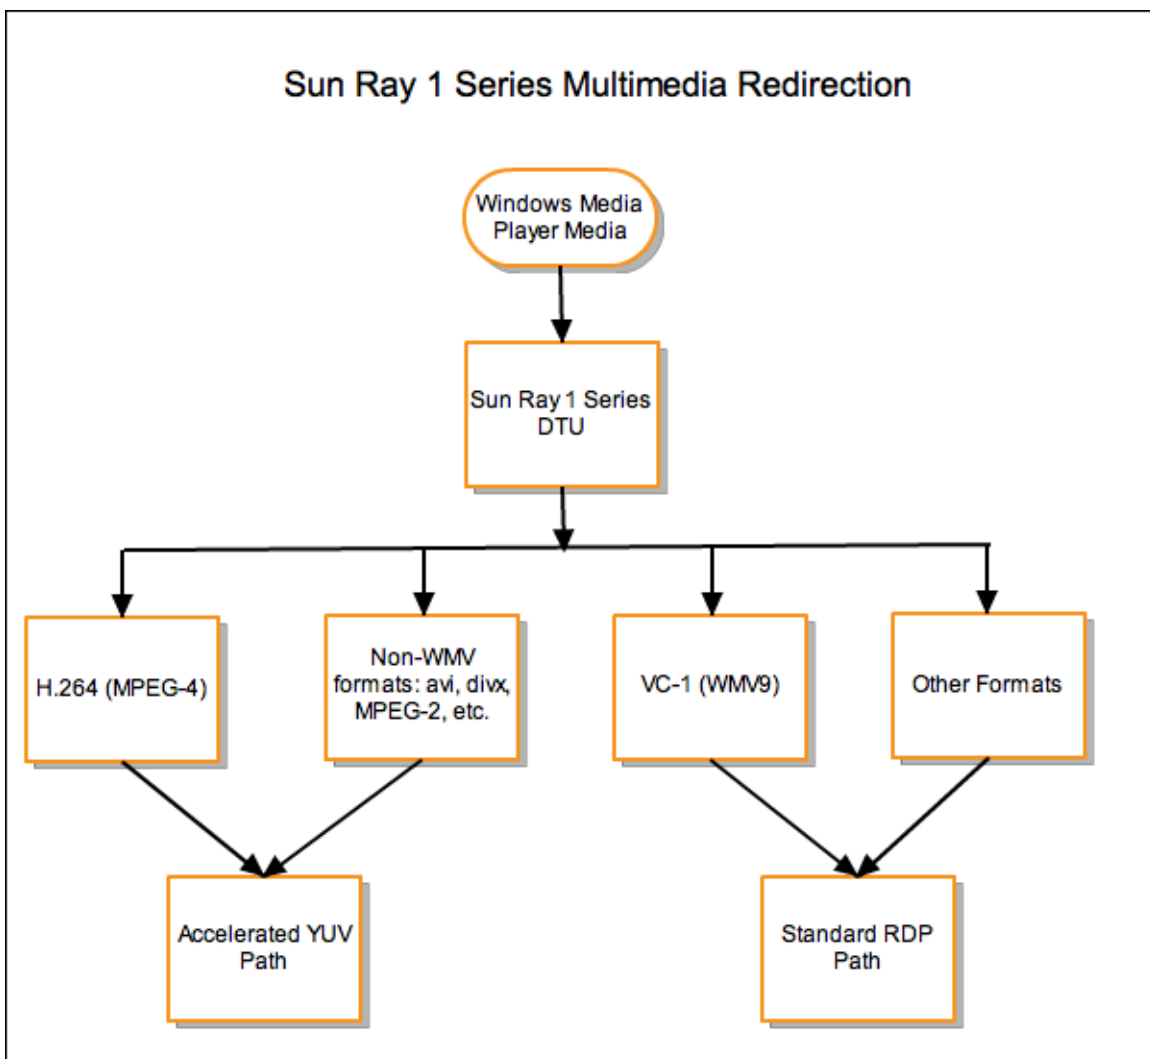 Sun Ray 1 Series Multimedia Redirection
Windows Media
Player Media
Sun Ray 1 Series
DTU
H.264 (MPEG-4)
Non-WMV
formats: avi, divx,
MPEG-2, etc.
VC-1 (WMV9)
Other Formats
Accelerated YUV
Path
Standard RDP
Path